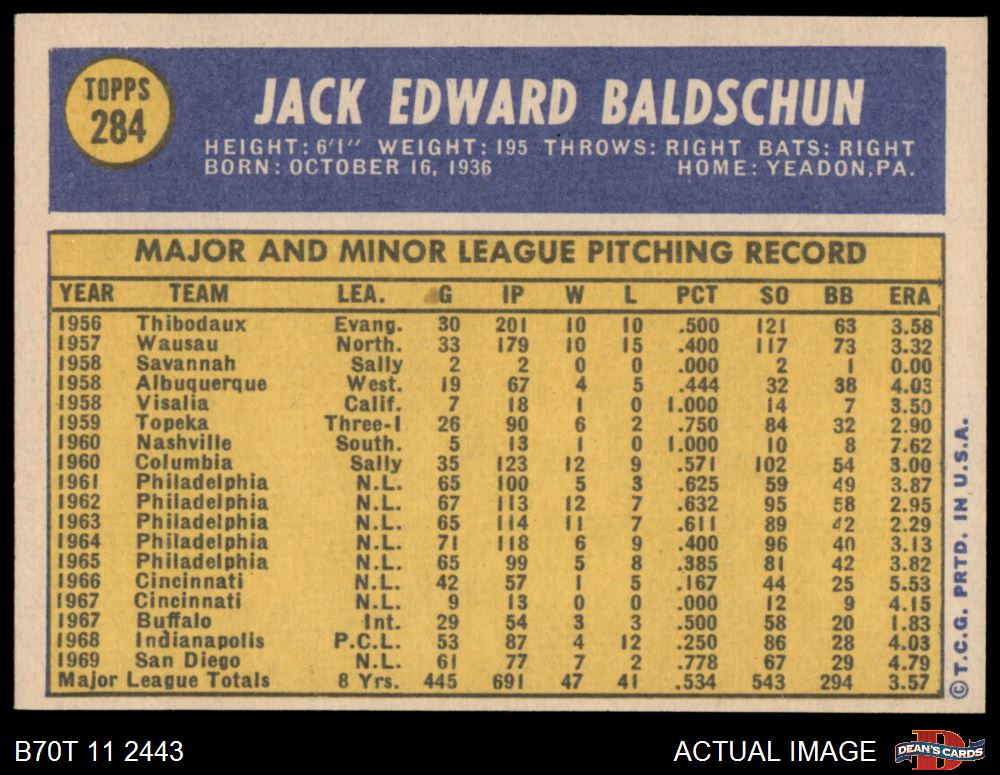 TOPPS
284
JACK EDWARD BALDSCHUN
HEIGHT: 6'1" WEIGHT: 195 THROWS: RIGHT BATS: RIGHT
BORN: OCTOBER 16, 1936 HOME: YEADON, PA.
MAJOR AND MINOR LEAGUE PITCHING RECORD
YEAR TEAM LEA. G IP W L PCT SO BB ERA
1956 Thibodaux Evang. 30 201 10 10 .500 121 63 3.58
1957 Wausau North. 33 179 10 15 .400 117 73 3.32
1958 Savannah Sally 2 2 0 0 .000 2 1 0.00
1958 Albuquerque West. 19 67 4 5 .444 32 38 4.03
1958 Visalia Calif. 7 18 1 0 1.000 14 7 3.50
1959 Topeka Three-I 26 90 6 2 .750 84 32 2.90
1960 Nashville South. 5 13 1 0 1.000 10 8 7.62
1960 Columbia Sally 35 123 12 9 .571 102 54 3.00
1961 Philadelphia N.L. 65 100 5 3 .625 59 49 3.87
1962 Philadelphia N.L. 67 113 12 7 .632 95 58 2.95
1963 Philadelphia N.L. 65 114 11 7 .611 89 42 2.29
1964 Philadelphia N.L. 71 118 6 9 .400 96 40 3.13
1965 Philadelphia N.L. 65 99 5 8 .385 81 42 3.82
1966 Cincinnati N.L. 42 57 1 5 .167 44 25 5.53
1967 Cincinnati N.L. 9 13 0 0 .000 12 9 4.15
1967 Buffalo Int. 29 54 3 3 .500 58 20 1.83
1968 Indianapolis P.C.L. 53 87 4 12 .250 86 28 4.03
1969 San Diego N.L. 61 77 7 2 .778 67 29 4.79
Major League Totals 8 Yrs. 445 691 47 41 .534 543 294 3.57
© T.C.G. PRTD. IN U.S.A.
B70T 11 2443
ACTUAL IMAGE
DEAN'S CARDS